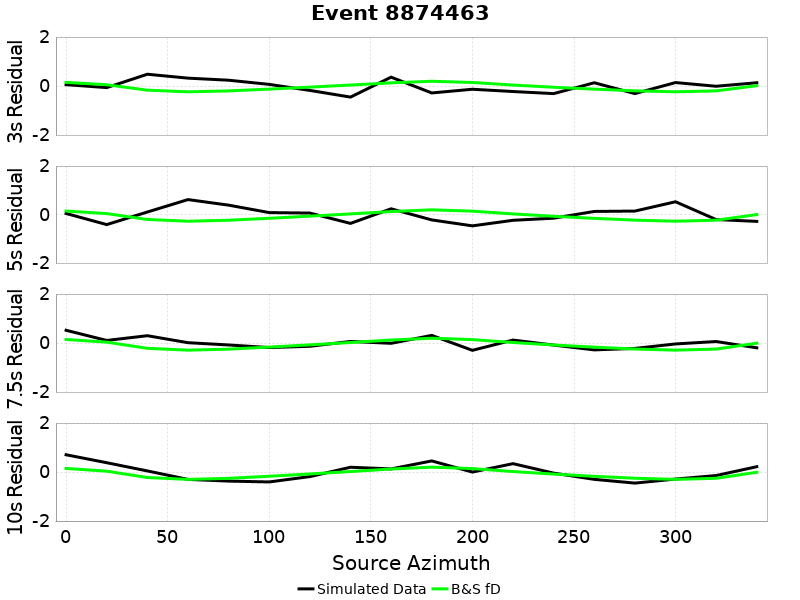 Event 8874463
3s Residual
2
0
-2
5s Residual
2
0
-2
7.5s Residual
2
0
-2
10s Residual
2
0
-2
0 50 100 150 200 250 300
Source Azimuth
Simulated Data B&S fD